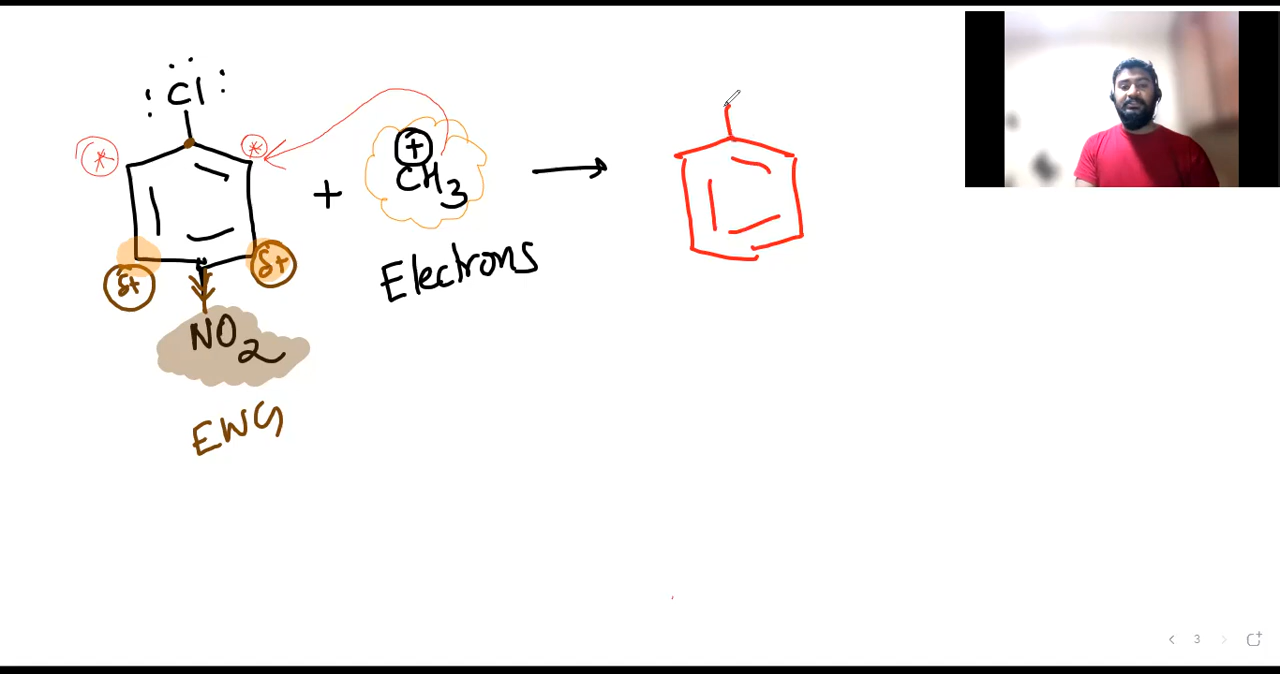 :Cl:
* *
+ ⊕
CH3 →
δ+ δ+
Electrons
NO2
EWG
3